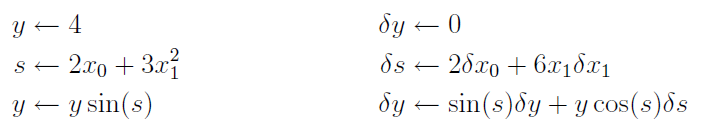 y ← 4 δy ← 0
s ← 2x₀ + 3x₁² δs ← 2δx₀ + 6x₁δx₁
y ← y sin(s) δy ← sin(s)δy + y cos(s)δs